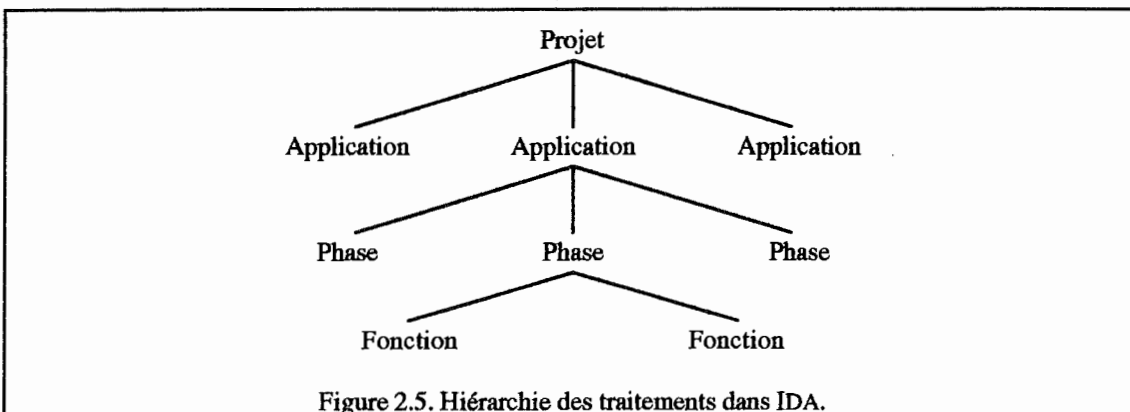 Projet
Application Application Application
Phase Phase Phase
Fonction Fonction
Figure 2.5. Hiérarchie des traitements dans IDA.